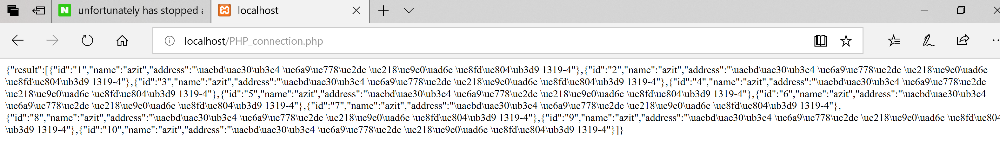 unfortunately has stopped
localhost
localhost/PHP_connection.php
{"result":[{"id":"1","name":"azit","address":"\uacbd\uae30\ub3c4 \uc6a9\uc778\uc2dc \uc218\uc9c0\uad6c \uc8fd\uc804\ub3d9 1319-4"},{"id":"2","name":"azit","address":"\uacbd\uae30\ub3c4 \uc6a9\uc778\uc2dc \uc218\uc9c0\uad6c
\uc8fd\uc804\ub3d9 1319-4"},{"id":"3","name":"azit","address":"\uacbd\uae30\ub3c4 \uc6a9\uc778\uc2dc \uc218\uc9c0\uad6c \uc8fd\uc804\ub3d9 1319-4"},{"id":"4","name":"azit","address":"\uacbd\uae30\ub3c4 \uc6a9\uc778\uc2dc
\uc218\uc9c0\uad6c \uc8fd\uc804\ub3d9 1319-4"},{"id":"5","name":"azit","address":"\uacbd\uae30\ub3c4 \uc6a9\uc778\uc2dc \uc218\uc9c0\uad6c \uc8fd\uc804\ub3d9 1319-4"},{"id":"6","name":"azit","address":"\uacbd\uae30\ub3c4
\uc6a9\uc778\uc2dc \uc218\uc9c0\uad6c \uc8fd\uc804\ub3d9 1319-4"},{"id":"7","name":"azit","address":"\uacbd\uae30\ub3c4 \uc6a9\uc778\uc2dc \uc218\uc9c0\uad6c \uc8fd\uc804\ub3d9 1319-4"},
{"id":"8","name":"azit","address":"\uacbd\uae30\ub3c4 \uc6a9\uc778\uc2dc \uc218\uc9c0\uad6c \uc8fd\uc804\ub3d9 1319-4"},{"id":"9","name":"azit","address":"\uacbd\uae30\ub3c4 \uc6a9\uc778\uc2dc \uc218\uc9c0\uad6c \uc8fd\uc804
\ub3d9 1319-4"},{"id":"10","name":"azit","address":"\uacbd\uae30\ub3c4 \uc6a9\uc778\uc2dc \uc218\uc9c0\uad6c \uc8fd\uc804\ub3d9 1319-4"}]}